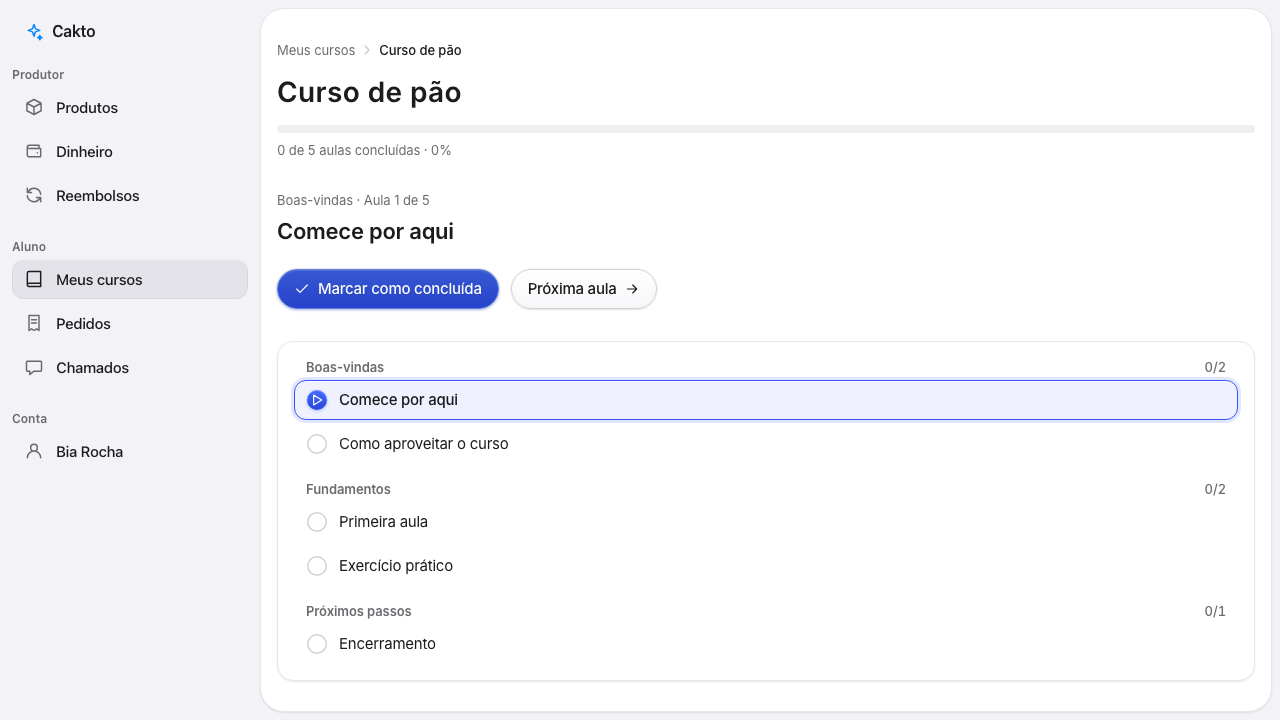 Cakto
Produtor
Produtos
Dinheiro
Reembolsos
Aluno
Meus cursos
Pedidos
Chamados
Conta
Bia Rocha
Meus cursos Curso de pão
Curso de pão
0 de 5 aulas concluídas · 0%
Boas-vindas · Aula 1 de 5
Comece por aqui
Marcar como concluída Próxima aula
Boas-vindas 0/2
Comece por aqui
Como aproveitar o curso
Fundamentos 0/2
Primeira aula
Exercício prático
Próximos passos 0/1
Encerramento